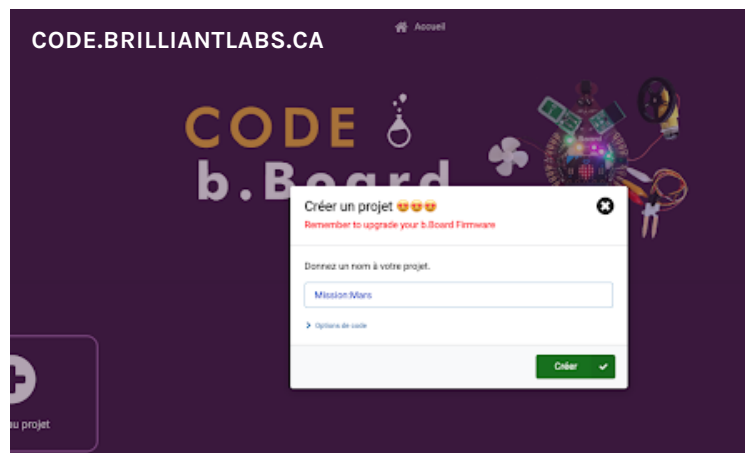 CODE.BRILLIANTLABS.CA
Accueil
CODE
b.Board
Créer un projet
Remember to upgrade your b.Board Firmware
Donnez un nom à votre projet.
Mission:Mars
Options de code
Créer
projet